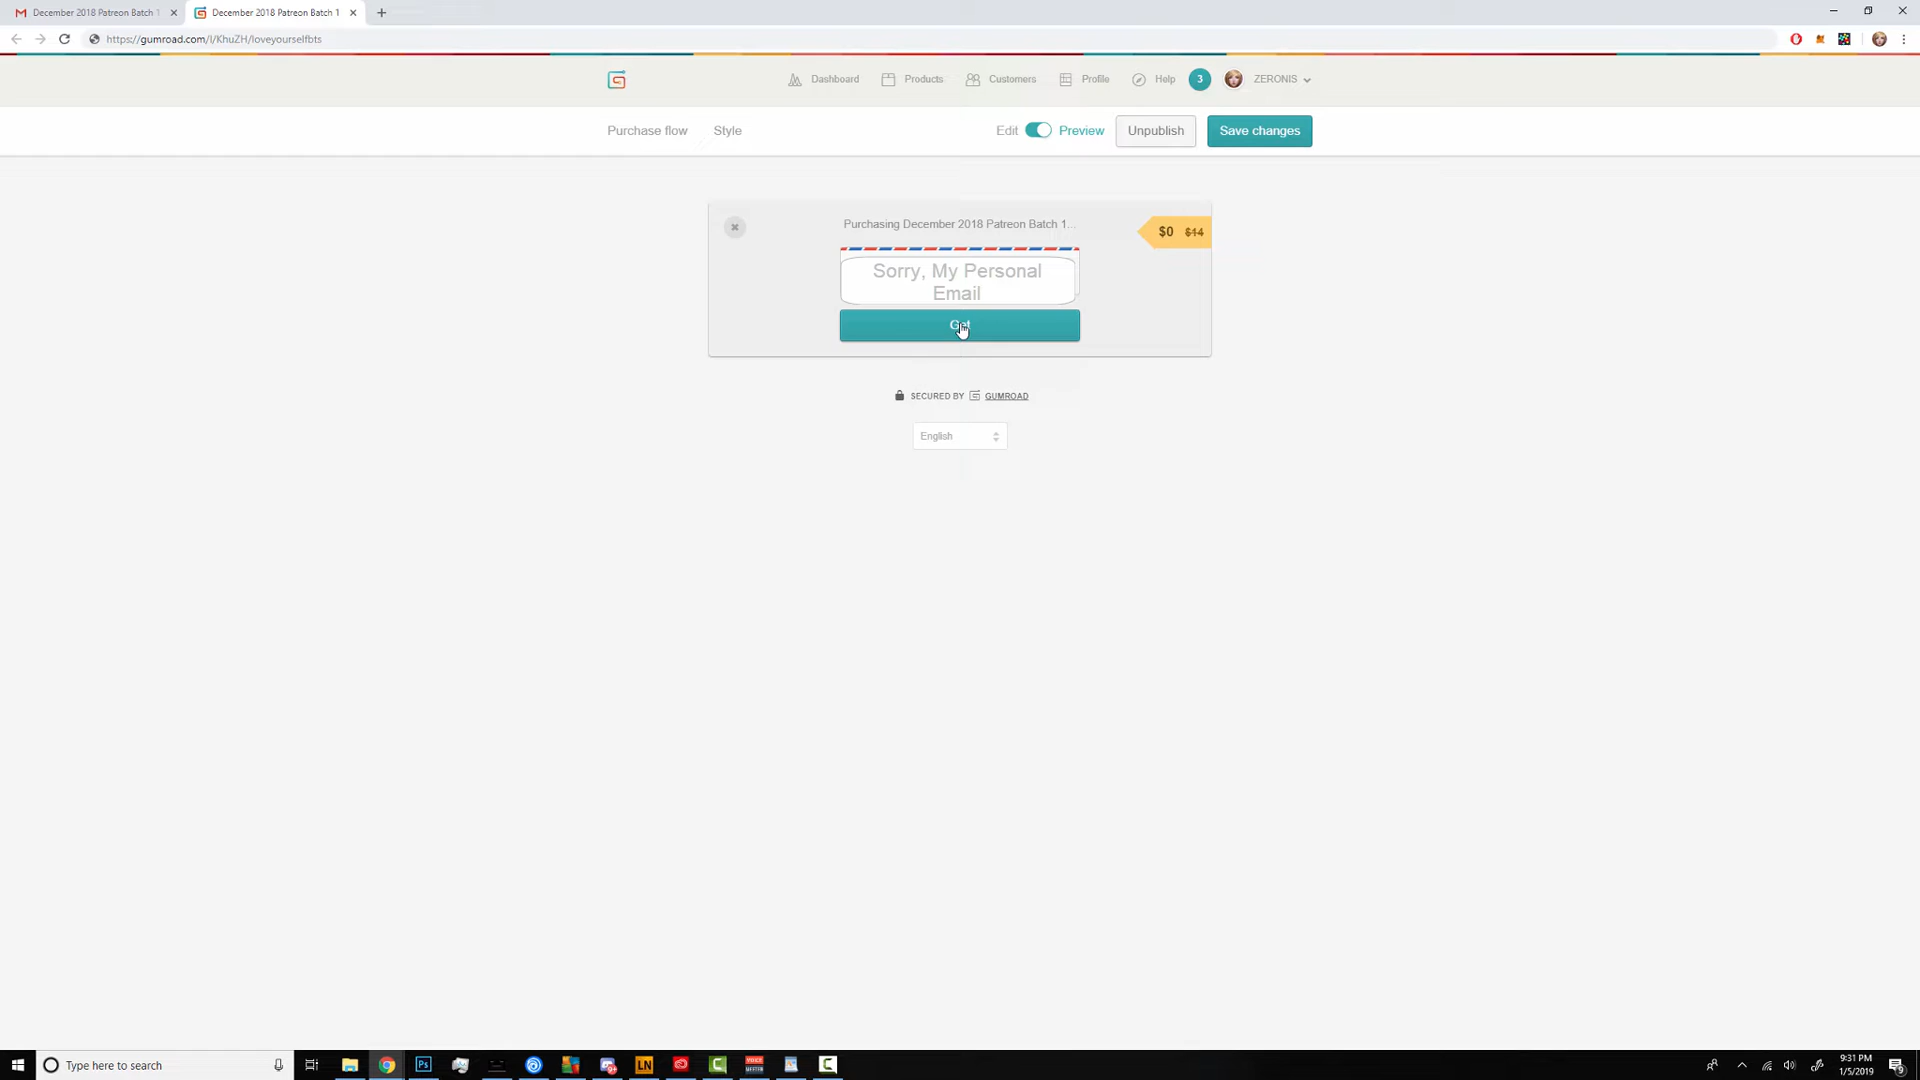 December 2018 Patreon Batch 1
December 2018 Patreon Batch 1
https://gumroad.com/l/KhuZH/loveyourselfbts
Dashboard
Products
Customers
Profile
Help
3
ZERONIS
Purchase flow
Style
Edit
Preview
Unpublish
Save changes
Purchasing December 2018 Patreon Batch 1...
$0 $14
Sorry, My Personal
Email
SECURED BY GUMROAD
English
Type here to search
Ps
LN
9:31 PM
1/5/2019